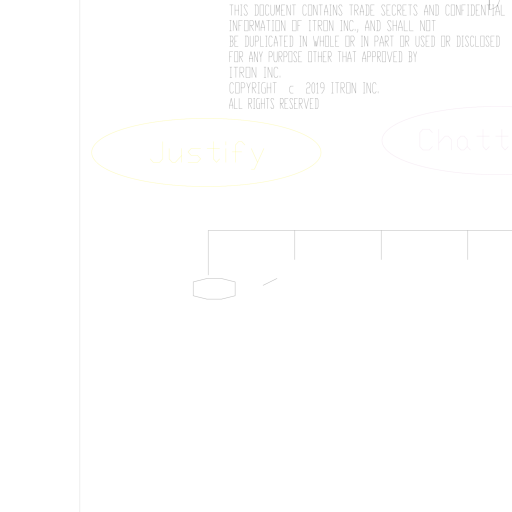 THIS DOCUMENT CONTAINS TRADE SECRETS AND CONFIDENTIAL
INFORMATION OF ITRON INC., AND SHALL NOT
BE DUPLICATED IN WHOLE OR IN PART OR USED OR DISCLOSED
FOR ANY PURPOSE OTHER THAT APPROVED BY
ITRON INC.
COPYRIGHT c 2019 ITRON INC.
ALL RIGHTS RESERVED
Justify
Chatt